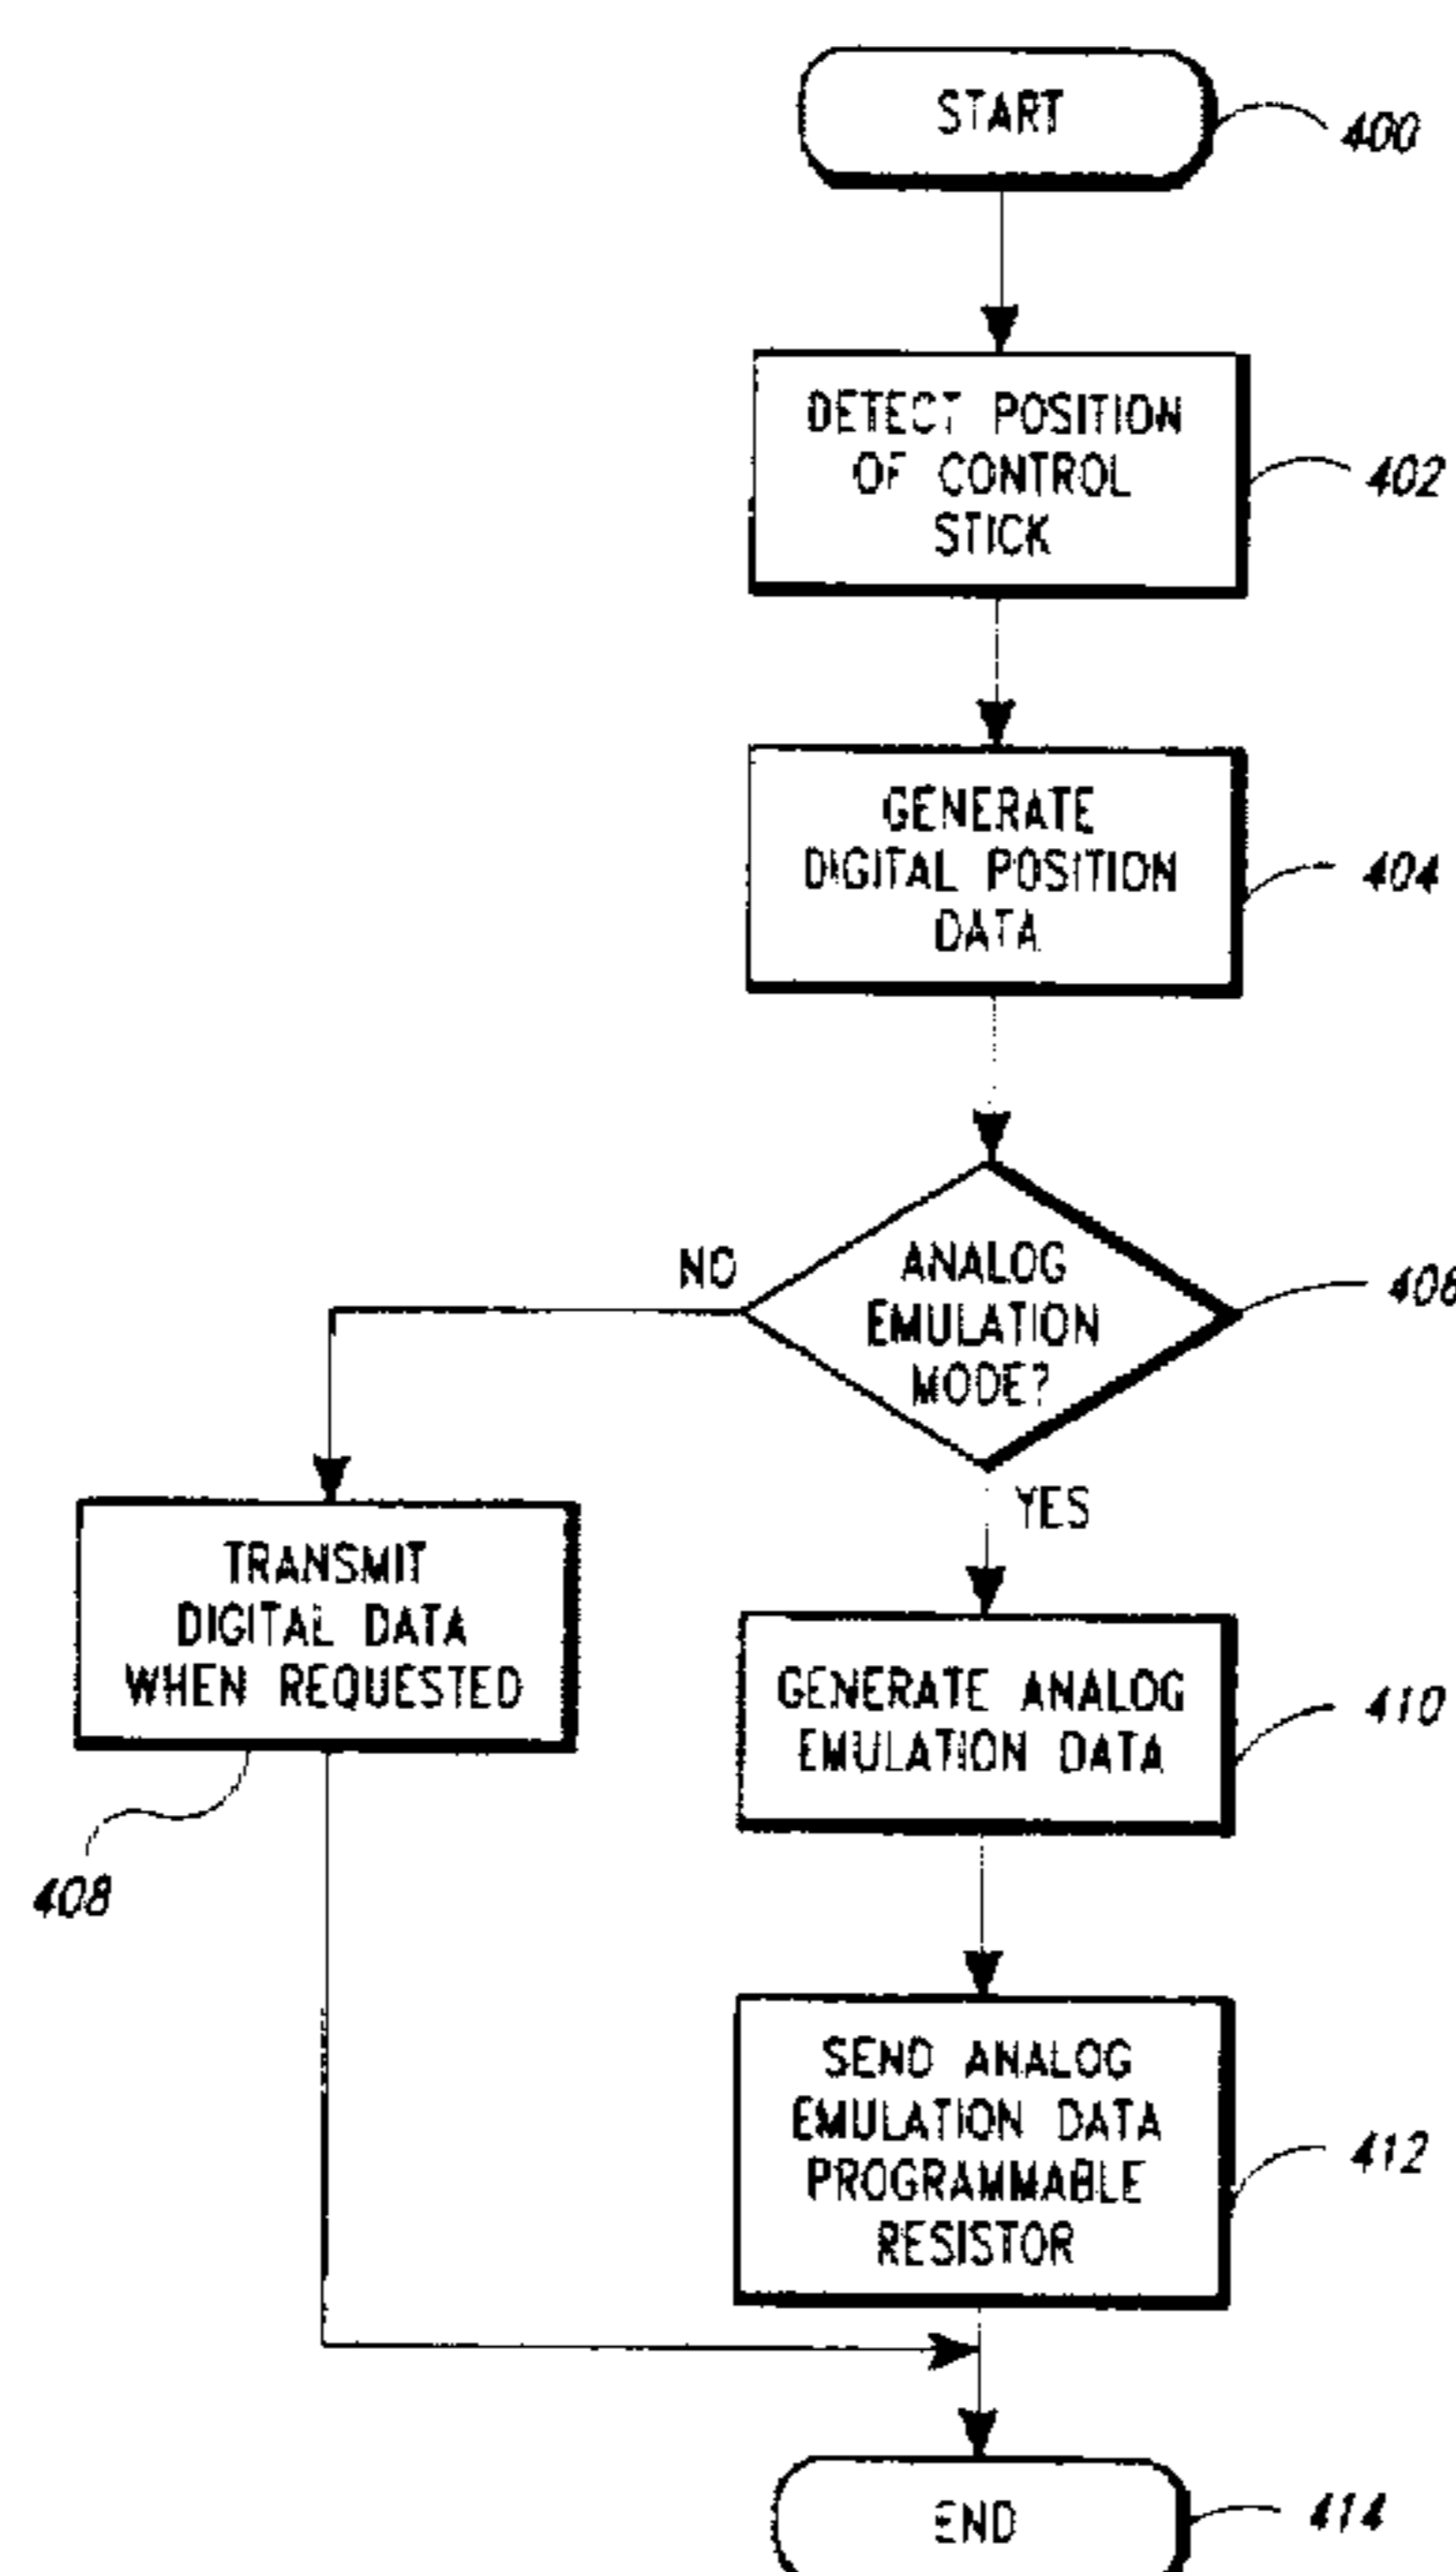 START
400
DETECT POSITION
OF CONTROL
STICK
402
GENERATE
DIGITAL POSITION
DATA
404
NO
ANALOG
EMULATION
MODE?
406
YES
TRANSMIT
DIGITAL DATA
WHEN REQUESTED
408
GENERATE ANALOG
EMULATION DATA
410
SEND ANALOG
EMULATION DATA
PROGRAMMABLE
RESISTOR
412
END
414